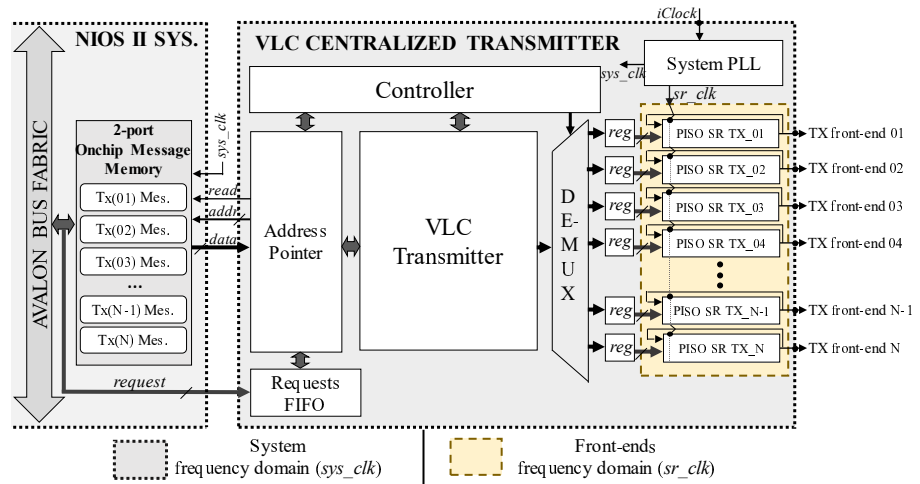 iClock
NIOS II SYS.
VLC CENTRALIZED TRANSMITTER
System PLL
sys_clk
sr_clk
Controller
AVALON BUS FABRIC
2-port
Onchip Message
Memory
sys_clk
Tx(01) Mes.
Tx(02) Mes.
Tx(03) Mes.
...
Tx(N-1) Mes.
Tx(N) Mes.
read
addr
data
request
Address
Pointer
VLC
Transmitter
Requests
FIFO
DE-MUX
reg
PISO SR TX_01
TX front-end 01
reg
PISO SR TX_02
TX front-end 02
reg
PISO SR TX_03
TX front-end 03
reg
PISO SR TX_04
TX front-end 04
reg
PISO SR TX_N-1
TX front-end N-1
reg
PISO SR TX_N
TX front-end N
System
frequency domain (sys_clk)
Front-ends
frequency domain (sr_clk)